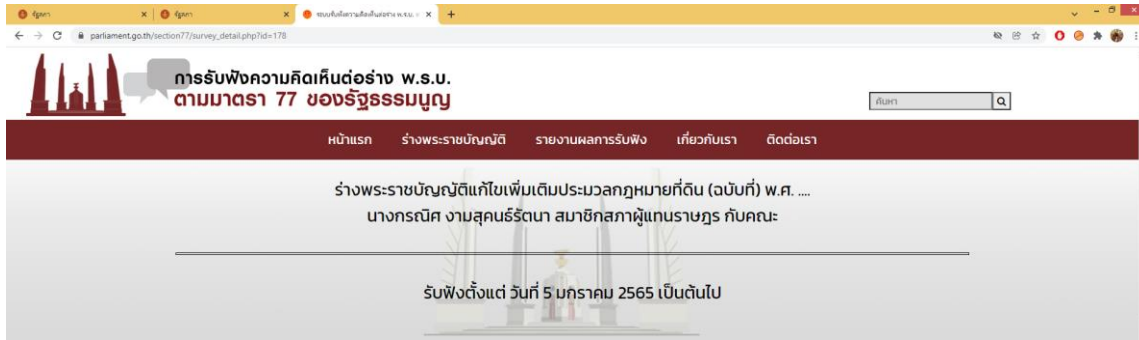 รัฐสภา
รัฐสภา
parliament.go.th/section77/survey_detail.php?id=178
การรับฟังความคิดเห็นต่อร่าง พ.ร.บ.
ตามมาตรา 77 ของรัฐธรรมนูญ
ค้นหา
หน้าแรก ร่างพระราชบัญญัติ รายงานผลการรับฟัง เกี่ยวกับเรา ติดต่อเรา
ร่างพระราชบัญญัติแก้ไขเพิ่มเติมประมวลกฎหมายที่ดิน (ฉบับที่) พ.ศ. ....
นางกรณิศ งามสุคนธ์รัตนา สมาชิกสภาผู้แทนราษฎร กับคณะ
รับฟังตั้งแต่ วันที่ 5 มกราคม 2565 เป็นต้นไป